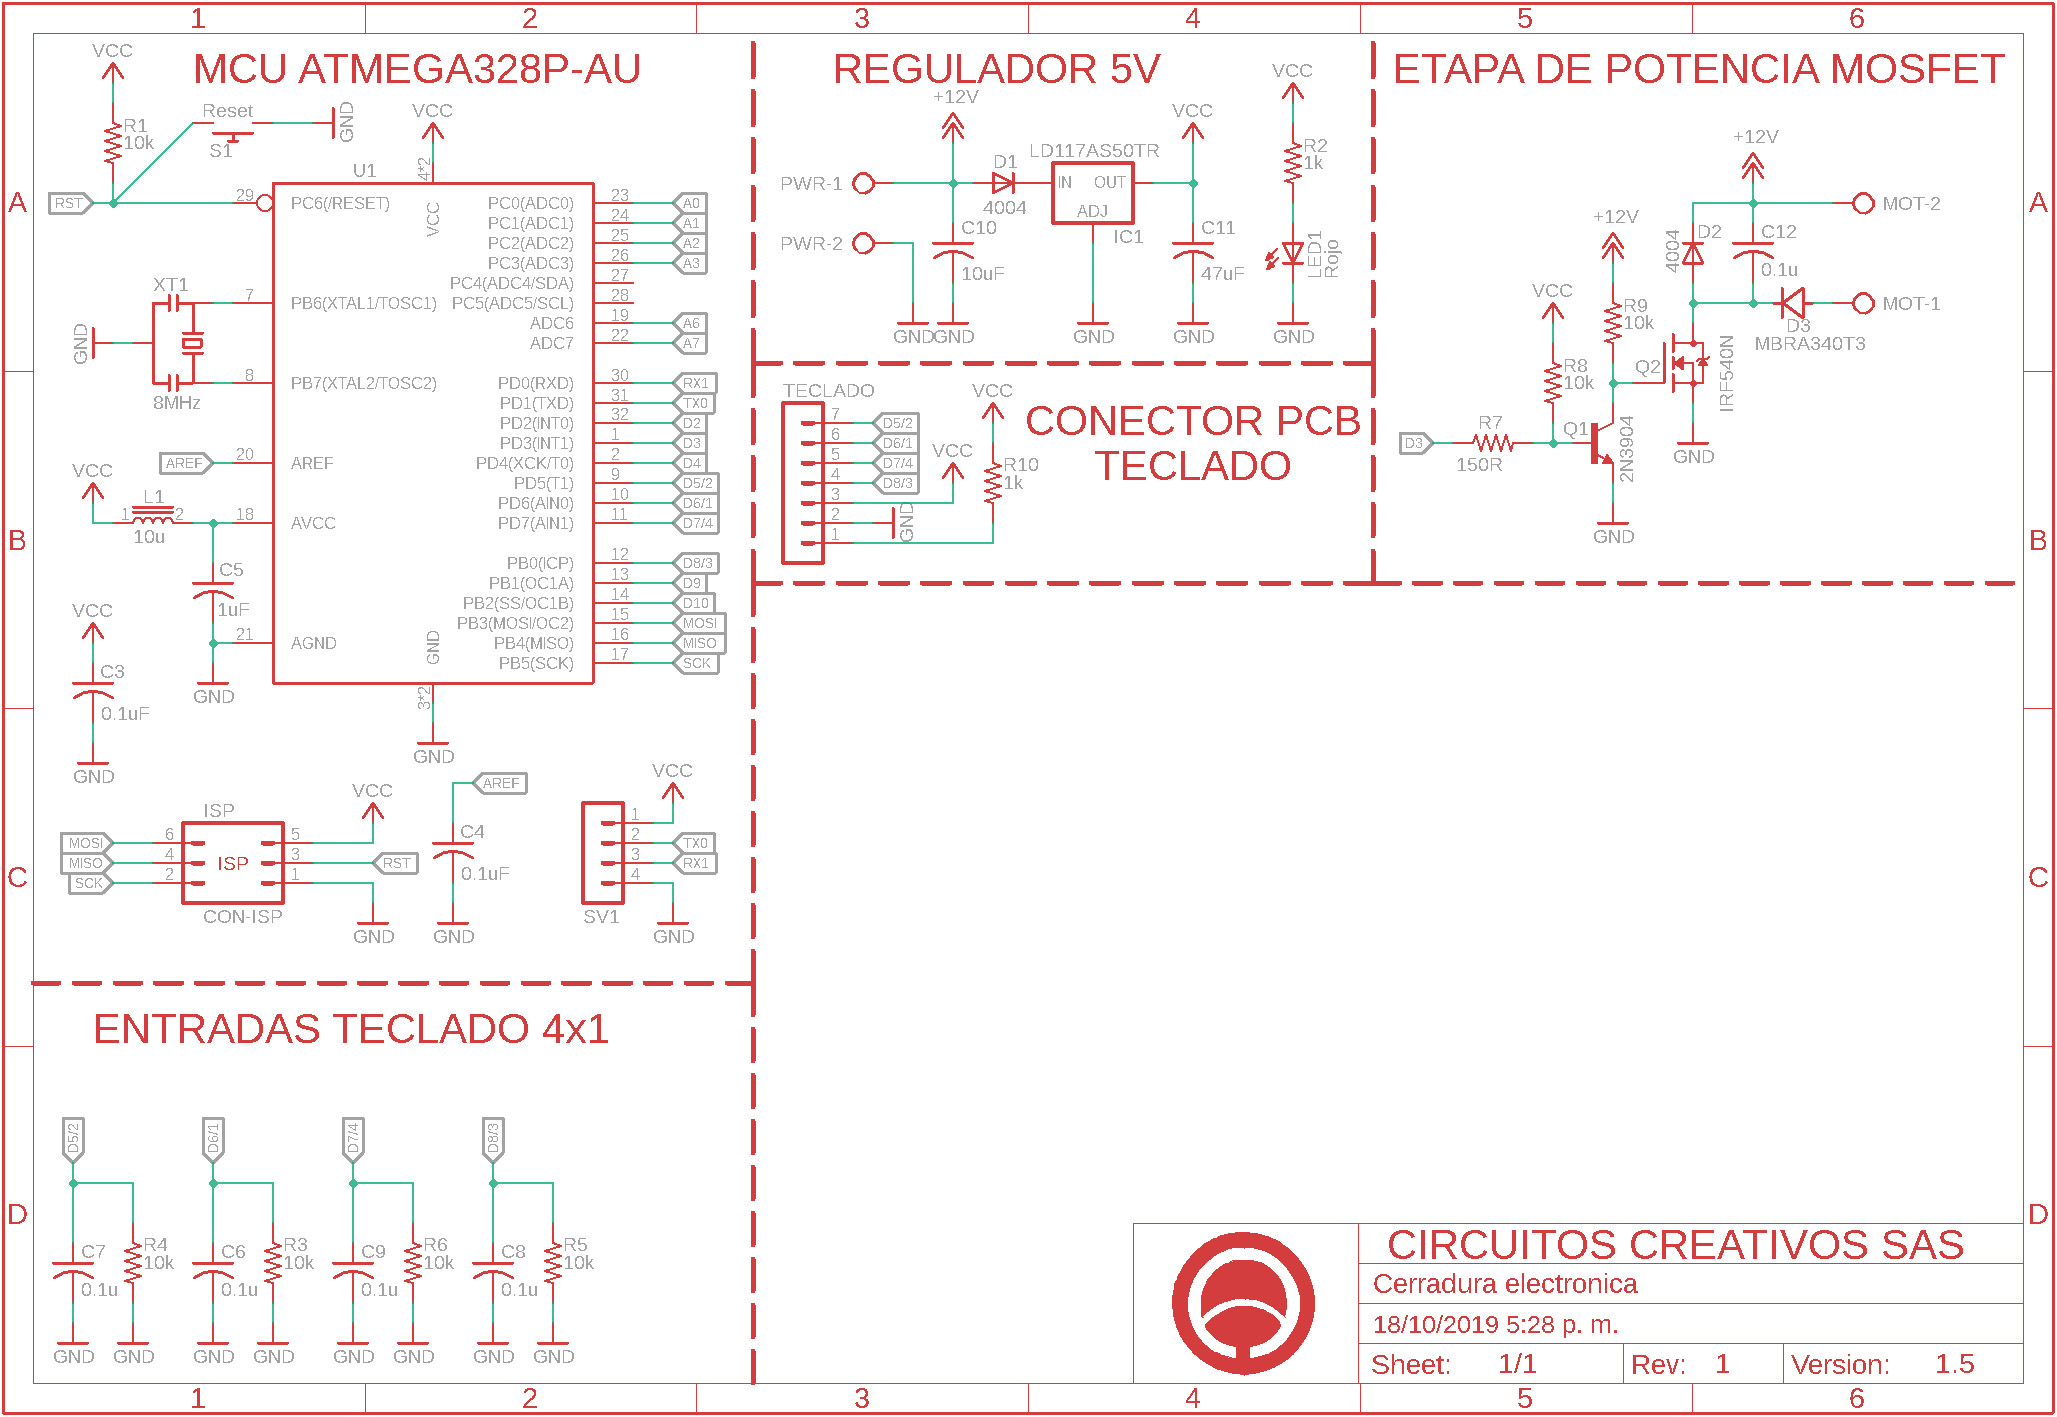 1 2 3 4 5 6
A
B
C
D
MCU ATMEGA328P-AU
VCC
R1
10k
Reset
S1
GND
RST
VCC
4*2
U1
29 PC6(/RESET)
VCC
XT1
8MHz
GND
7 PB6(XTAL1/TOSC1)
8 PB7(XTAL2/TOSC2)
AREF 20 AREF
VCC
L1
1 2
10u
18 AVCC
C5
1uF
21 AGND
GND
VCC
C3
0.1uF
GND
PC0(ADC0) 23 A0
PC1(ADC1) 24 A1
PC2(ADC2) 25 A2
PC3(ADC3) 26 A3
PC4(ADC4/SDA) 27
PC5(ADC5/SCL) 28
ADC6 19 A6
ADC7 22 A7
PD0(RXD) 30 RX1
PD1(TXD) 31 TX0
PD2(INT0) 32 D2
PD3(INT1) 1 D3
PD4(XCK/T0) 2 D4
PD5(T1) 9 D5/2
PD6(AIN0) 10 D6/1
PD7(AIN1) 11 D7/4
PB0(ICP) 12 D8/3
PB1(OC1A) 13 D9
PB2(SS/OC1B) 14 D10
PB3(MOSI/OC2) 15 MOSI
PB4(MISO) 16 MISO
PB5(SCK) 17 SCK
GND
3*2
GND
ISP
MOSI 6 5
MISO 4 3 RST
SCK 2 1
ISP
CON-ISP
VCC
GND
AREF
C4
0.1uF
GND
VCC
1
2 TX0
3 RX1
4
SV1
GND
ENTRADAS TECLADO 4x1
D5/2 D6/1 D7/4 D8/3
C7 R4 C6 R3 C9 R6 C8 R5
10k 10k 10k 10k
0.1u 0.1u 0.1u 0.1u
GND GND GND GND GND GND GND GND
REGULADOR 5V
+12V
PWR-1
PWR-2
D1
4004
LD117AS50TR
IN OUT
ADJ
IC1
C10
10uF
VCC
C11
47uF
VCC
R2
1k
LED1
Rojo
GND GND GND GND GND
TECLADO
7 D5/2
6 D6/1
5 D7/4
4 D8/3
3
2
1
VCC
GND
VCC
R10
1k
CONECTOR PCB
TECLADO
ETAPA DE POTENCIA MOSFET
+12V
MOT-2
D2
4004
C12
0.1u
MOT-1
D3
MBRA340T3
+12V
R9
10k
VCC
R8
10k
Q2
IRF540N
GND
D3
R7
150R
Q1
2N3904
GND
A
B
C
D
CIRCUITOS CREATIVOS SAS
Cerradura electronica
18/10/2019 5:28 p. m.
Sheet: 1/1 Rev: 1 Version: 1.5
1 2 3 4 5 6